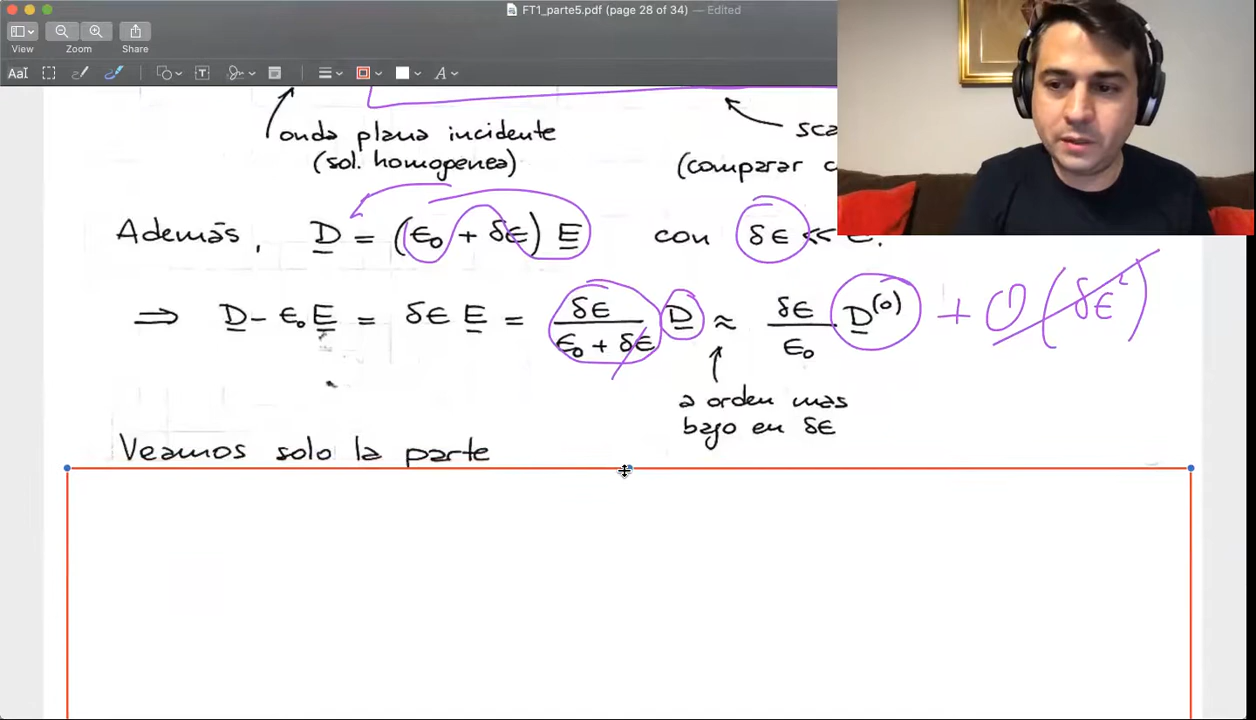 FT1_parte5.pdf (page 28 of 34) — Edited
View Zoom Share
onda plana incidente
(sol. homogenea)
(comparar
Además, D = (ϵ₀ + δϵ) E con δϵ ≪ ϵ.
⟹ D - ϵ₀ E = δϵ E = δϵ/(ϵ₀ + δϵ) D ≈ δϵ/ϵ₀ D⁽⁰⁾ + O(δϵ²)
a orden mas
bajo en δϵ
Veamos solo la parte